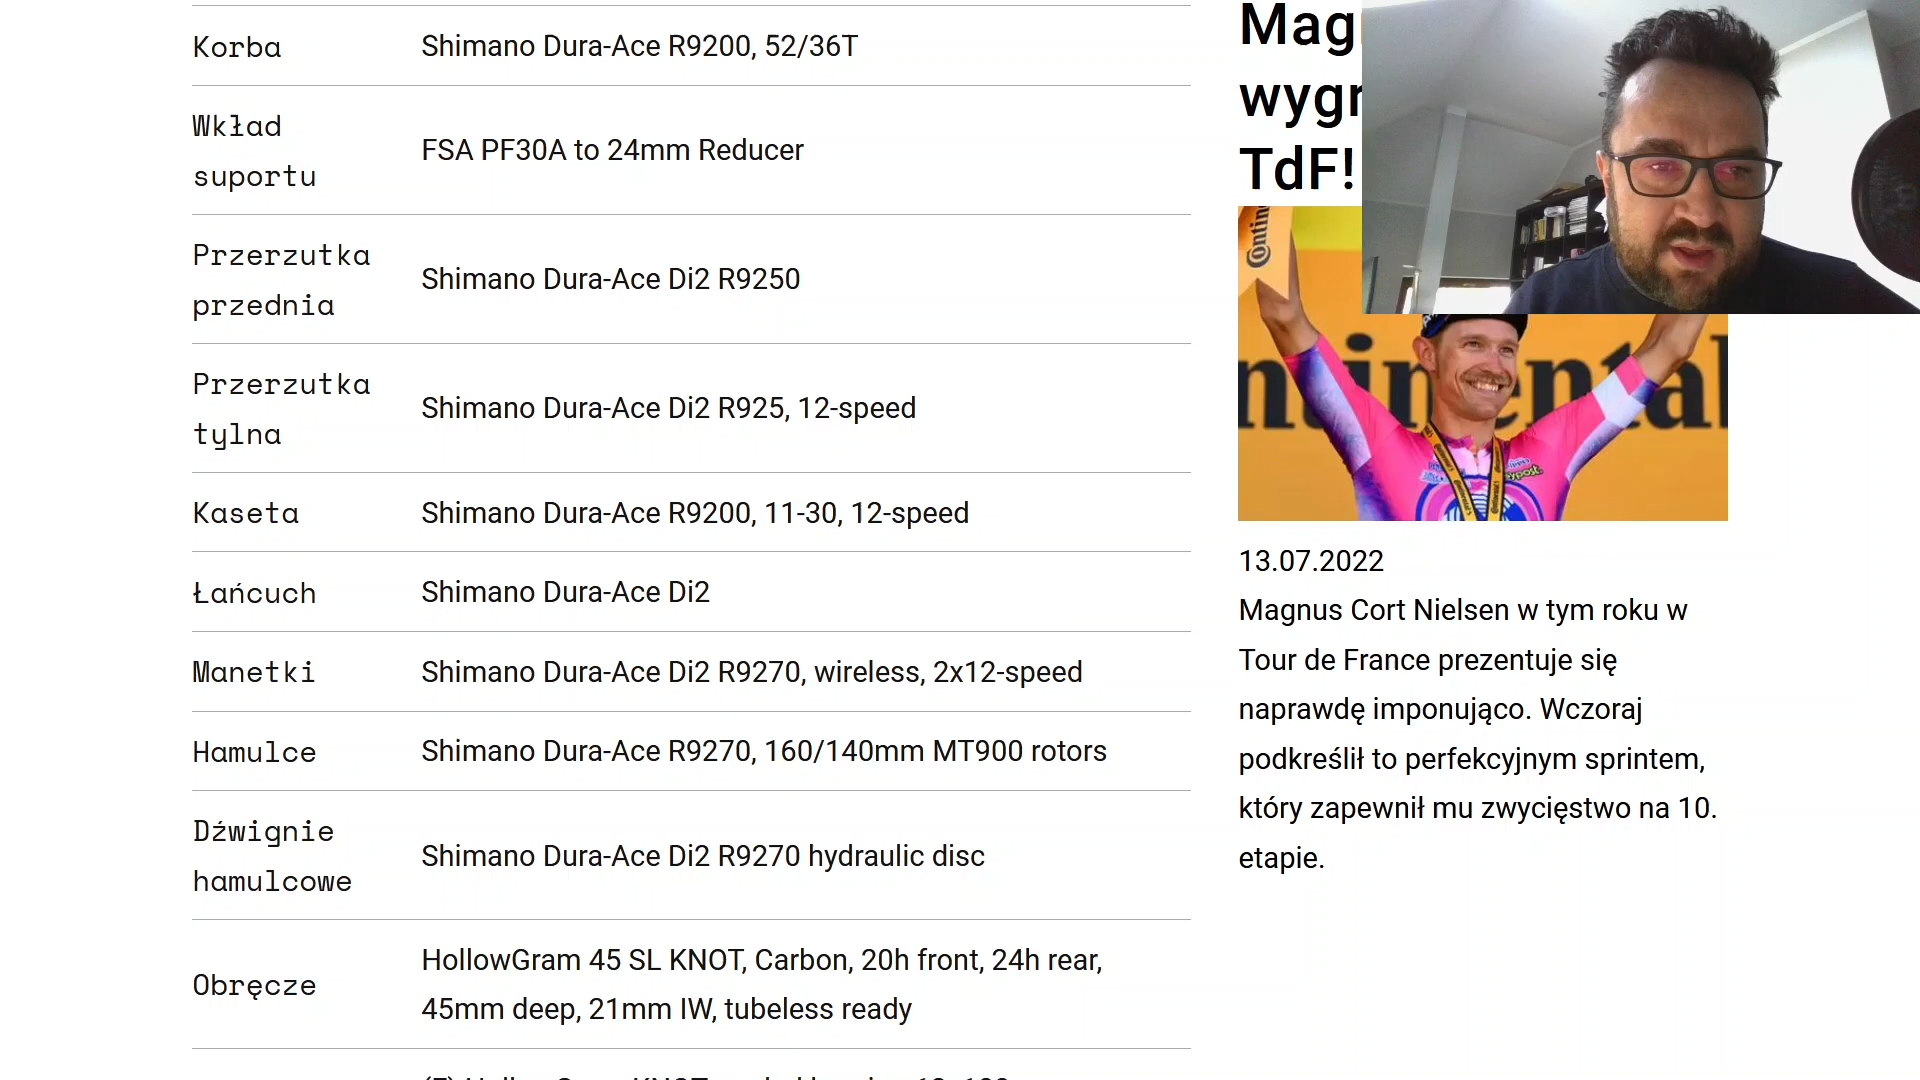 Korba
Shimano Dura-Ace R9200, 52/36T
Wkład
suportu
FSA PF30A to 24mm Reducer
Przerzutka
przednia
Shimano Dura-Ace Di2 R9250
Przerzutka
tylna
Shimano Dura-Ace Di2 R925, 12-speed
Kaseta
Shimano Dura-Ace R9200, 11-30, 12-speed
Łańcuch
Shimano Dura-Ace Di2
Manetki
Shimano Dura-Ace Di2 R9270, wireless, 2x12-speed
Hamulce
Shimano Dura-Ace R9270, 160/140mm MT900 rotors
Dźwignie
hamulcowe
Shimano Dura-Ace Di2 R9270 hydraulic disc
Obręcze
HollowGram 45 SL KNOT, Carbon, 20h front, 24h rear,
45mm deep, 21mm IW, tubeless ready
TdF!
13.07.2022
Magnus Cort Nielsen w tym roku w
Tour de France prezentuje się
naprawdę imponująco. Wczoraj
podkreślił to perfekcyjnym sprintem,
który zapewnił mu zwycięstwo na 10.
etapie.